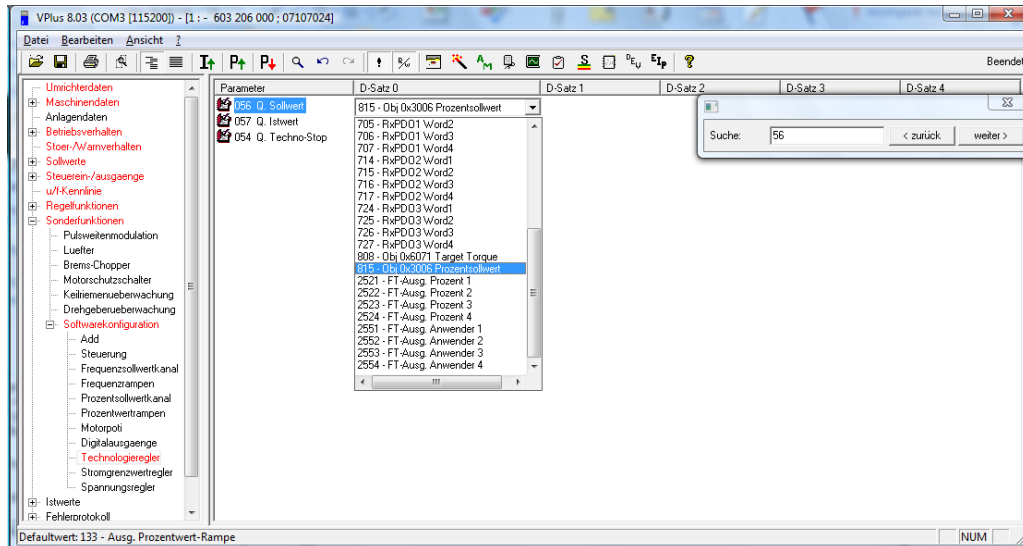 VPlus 8.03 (COM3 [115200]) - [1 : - 603 206 000 ; 07107024]
Datei Bearbeiten Ansicht ?
Beendet
Umrichterdaten
Maschinendaten
Anlagendaten
Betriebsverhalten
Stoer-/Warnverhalten
Sollwerte
Steuerein-/ausgaenge
u/f-Kennlinie
Regelfunktionen
Sonderfunktionen
Pulsweitenmodulation
Luefter
Brems-Chopper
Motorschutzschalter
Keilriemenueberwachung
Drehgeberueberwachung
Softwarekonfiguration
Add
Steuerung
Frequenzsollwertkanal
Frequenzrampen
Prozentsollwertkanal
Prozentwertrampen
Motorpoti
Digitalausgaenge
Technologieregler
Stromgrenzwertregler
Spannungsregler
Istwerte
Fehlerprotokoll
Parameter D-Satz 0 D-Satz 1 D-Satz 2 D-Satz 3 D-Satz 4
056 Q. Sollwert 815 - Obj 0x3006 Prozentsollwert
057 Q. Istwert
054 Q. Techno-Stop
705 - RxPDO1 Word2
706 - RxPDO1 Word3
707 - RxPDO1 Word4
714 - RxPDO2 Word1
715 - RxPDO2 Word2
716 - RxPDO2 Word3
717 - RxPDO2 Word4
724 - RxPDO3 Word1
725 - RxPDO3 Word2
726 - RxPDO3 Word3
727 - RxPDO3 Word4
808 - Obj 0x6071 Target Torque
815 - Obj 0x3006 Prozentsollwert
2521 - FT-Ausg. Prozent 1
2522 - FT-Ausg. Prozent 2
2523 - FT-Ausg. Prozent 3
2524 - FT-Ausg. Prozent 4
2551 - FT-Ausg. Anwender 1
2552 - FT-Ausg. Anwender 2
2553 - FT-Ausg. Anwender 3
2554 - FT-Ausg. Anwender 4
Suche: 56 < zurück weiter >
Defaultwert: 133 - Ausg. Prozentwert-Rampe NUM